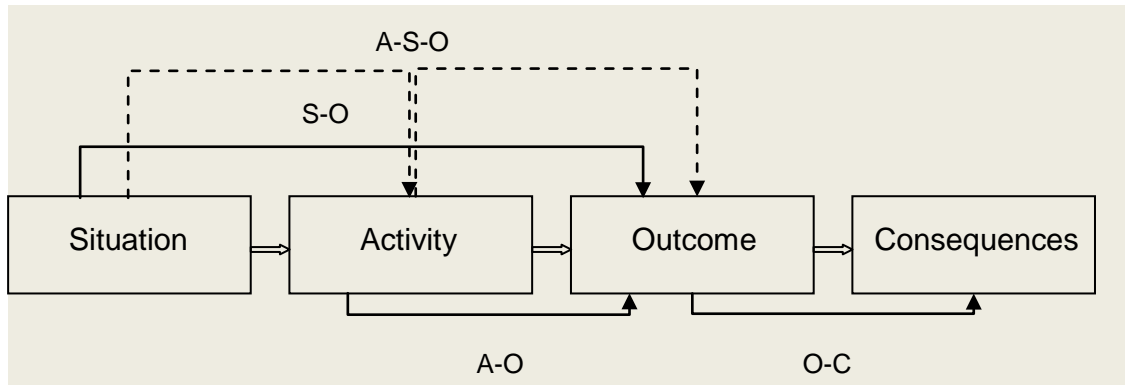 A-S-O
S-O
Situation
Activity
Outcome
Consequences
A-O
O-C